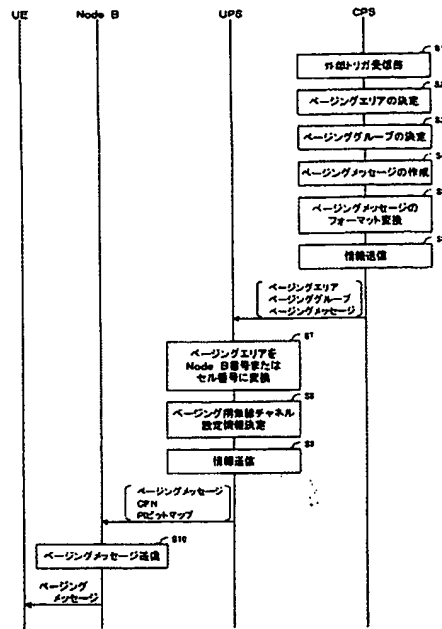 UE Node B UPS CPS
外部トリガ受信部
ページングエリアの決定
ページンググループの決定
ページングメッセージの作成
ページングメッセージの
フォーマット変換
情報送信
ページングエリア
ページンググループ
ページングメッセージ
S7
ページングエリアを
Node B番号または
セル番号に変換
S8
ページング用無線チャネル
設定情報決定
S9
情報送信
ページングメッセージ
CFN
PIビットマップ
S10
ページングメッセージ送信
ページング
メッセージ